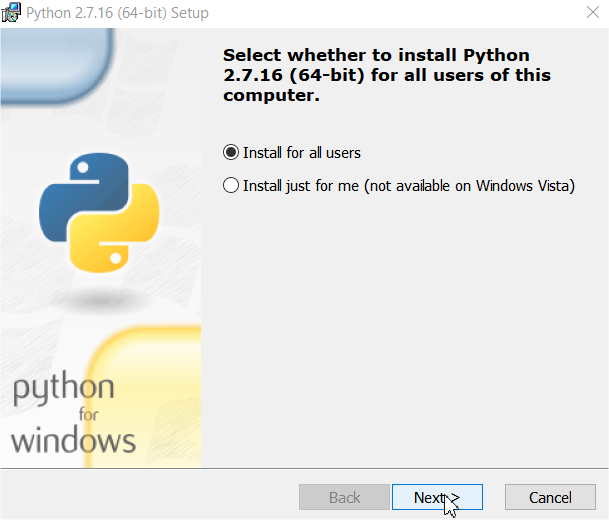 Python 2.7.16 (64-bit) Setup
Select whether to install Python
2.7.16 (64-bit) for all users of this
computer.
Install for all users
Install just for me (not available on Windows Vista)
python
for
windows
Back
Next >
Cancel